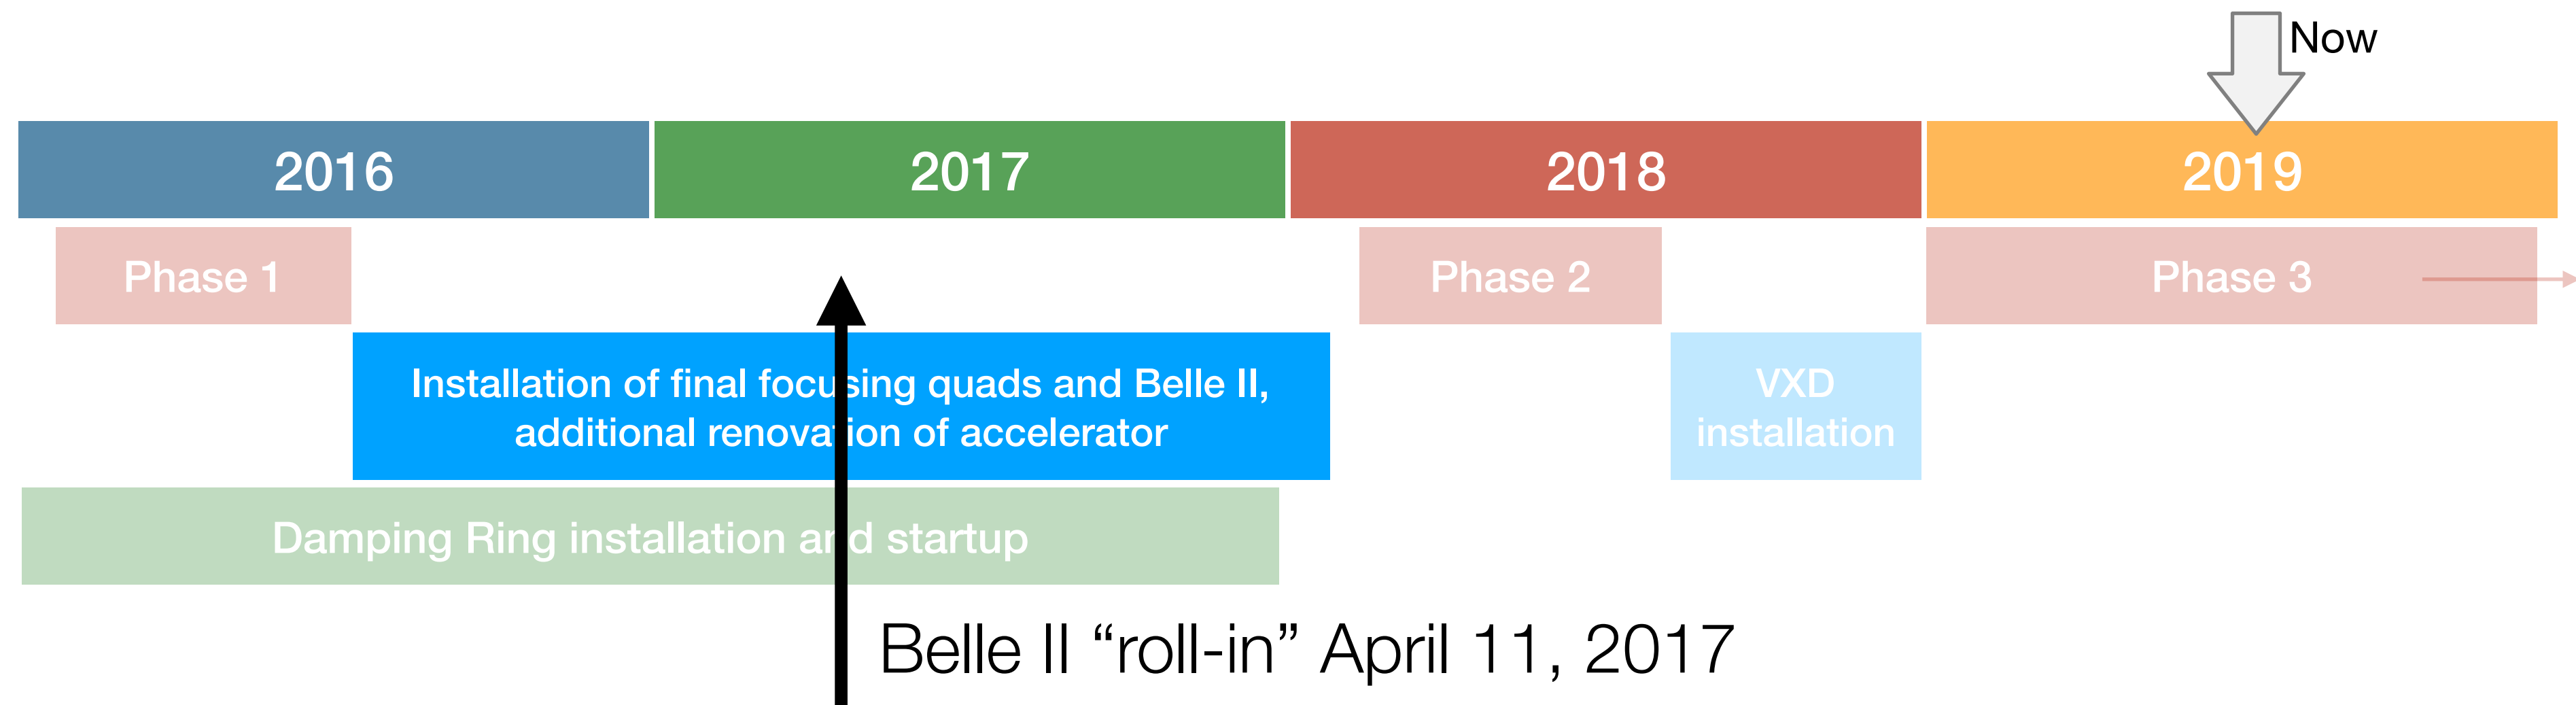 Now
2016
2017
2018
2019
Phase 1
Phase 2
Phase 3
Installation of final focusing quads and Belle II,
additional renovation of accelerator
VXD
installation
Damping Ring installation and startup
Belle II “roll-in” April 11, 2017